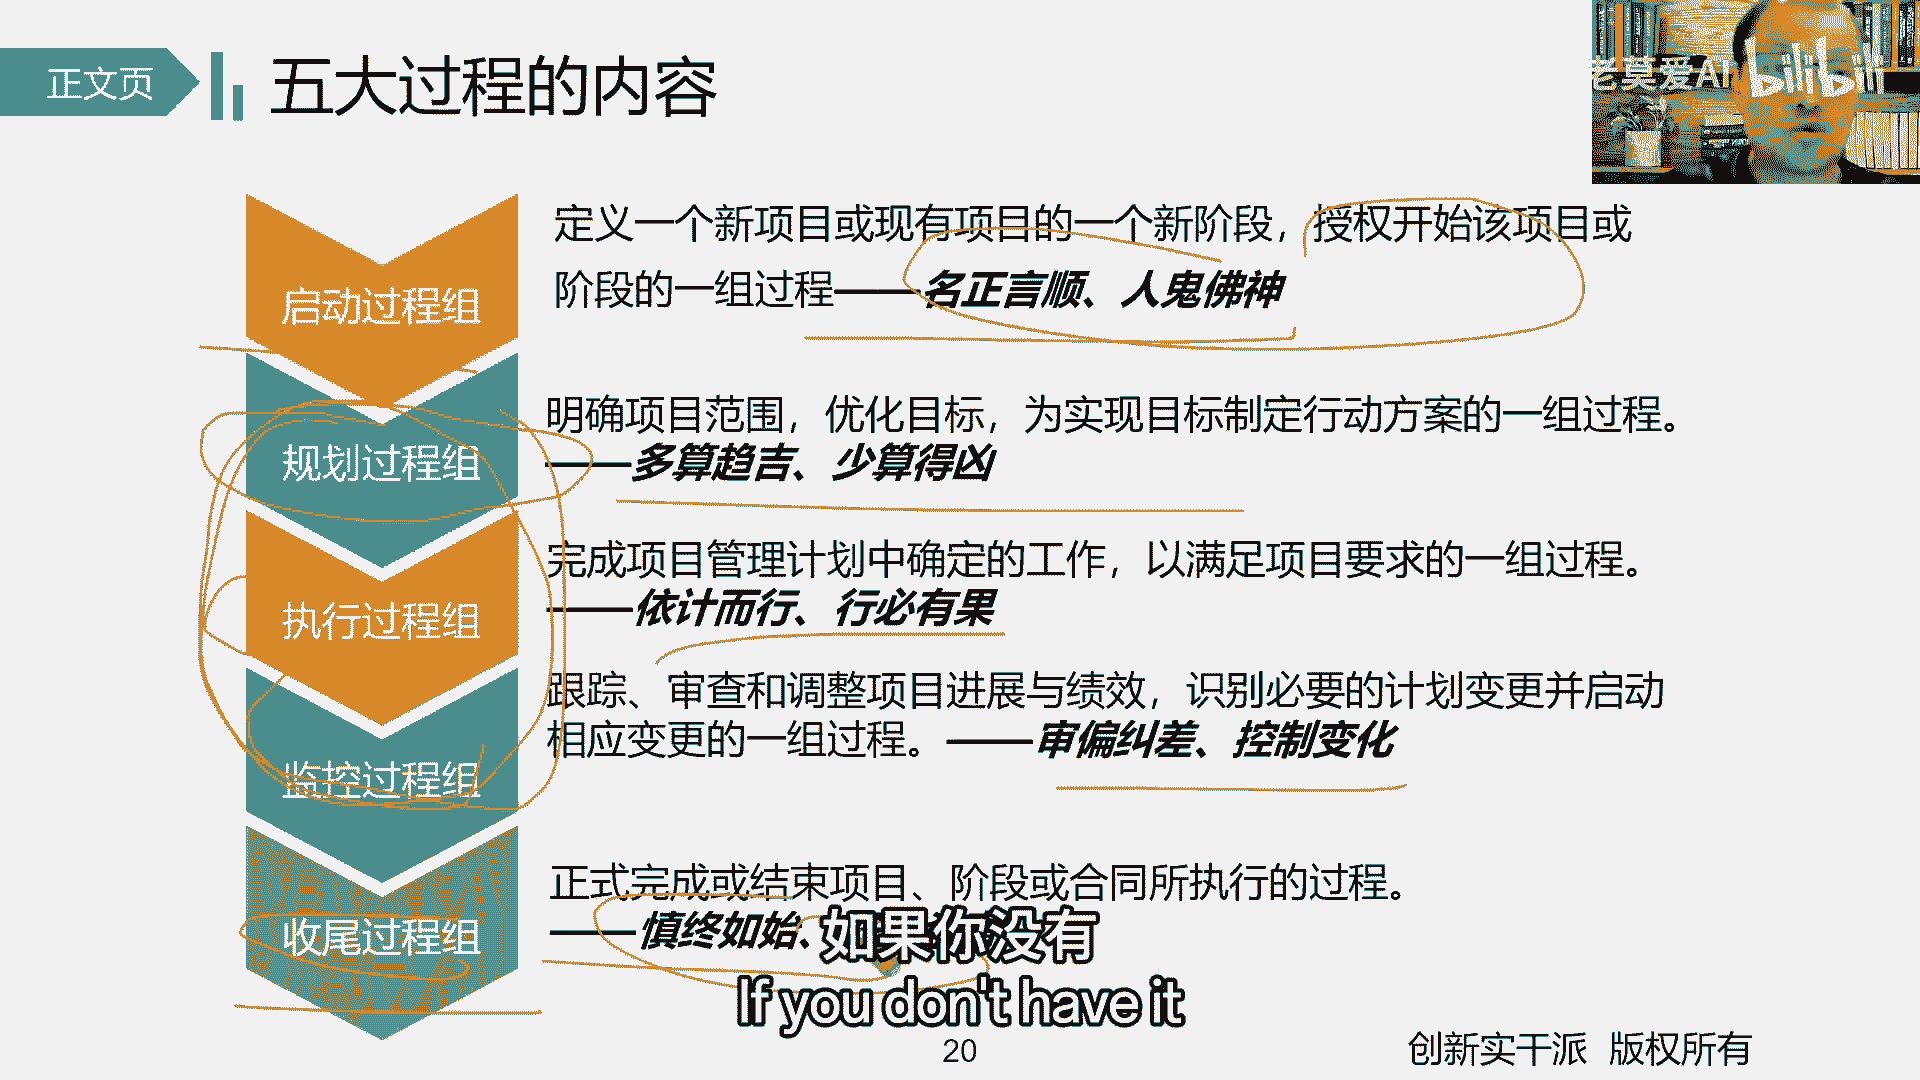 正文页
五大过程的内容
老莫爱AI
bilibili
启动过程组
定义一个新项目或现有项目的一个新阶段，授权开始该项目或
阶段的一组过程——名正言顺、人鬼佛神
规划过程组
明确项目范围，优化目标，为实现目标制定行动方案的一组过程。
——多算趋吉、少算得凶
执行过程组
完成项目管理计划中确定的工作，以满足项目要求的一组过程。
——依计而行、行必有果
监控过程组
跟踪、审查和调整项目进展与绩效，识别必要的计划变更并启动
相应变更的一组过程。——审偏纠差、控制变化
收尾过程组
正式完成或结束项目、阶段或合同所执行的过程。
——慎终如始、
如果你没有
If you don't have it
20
创新实干派 版权所有